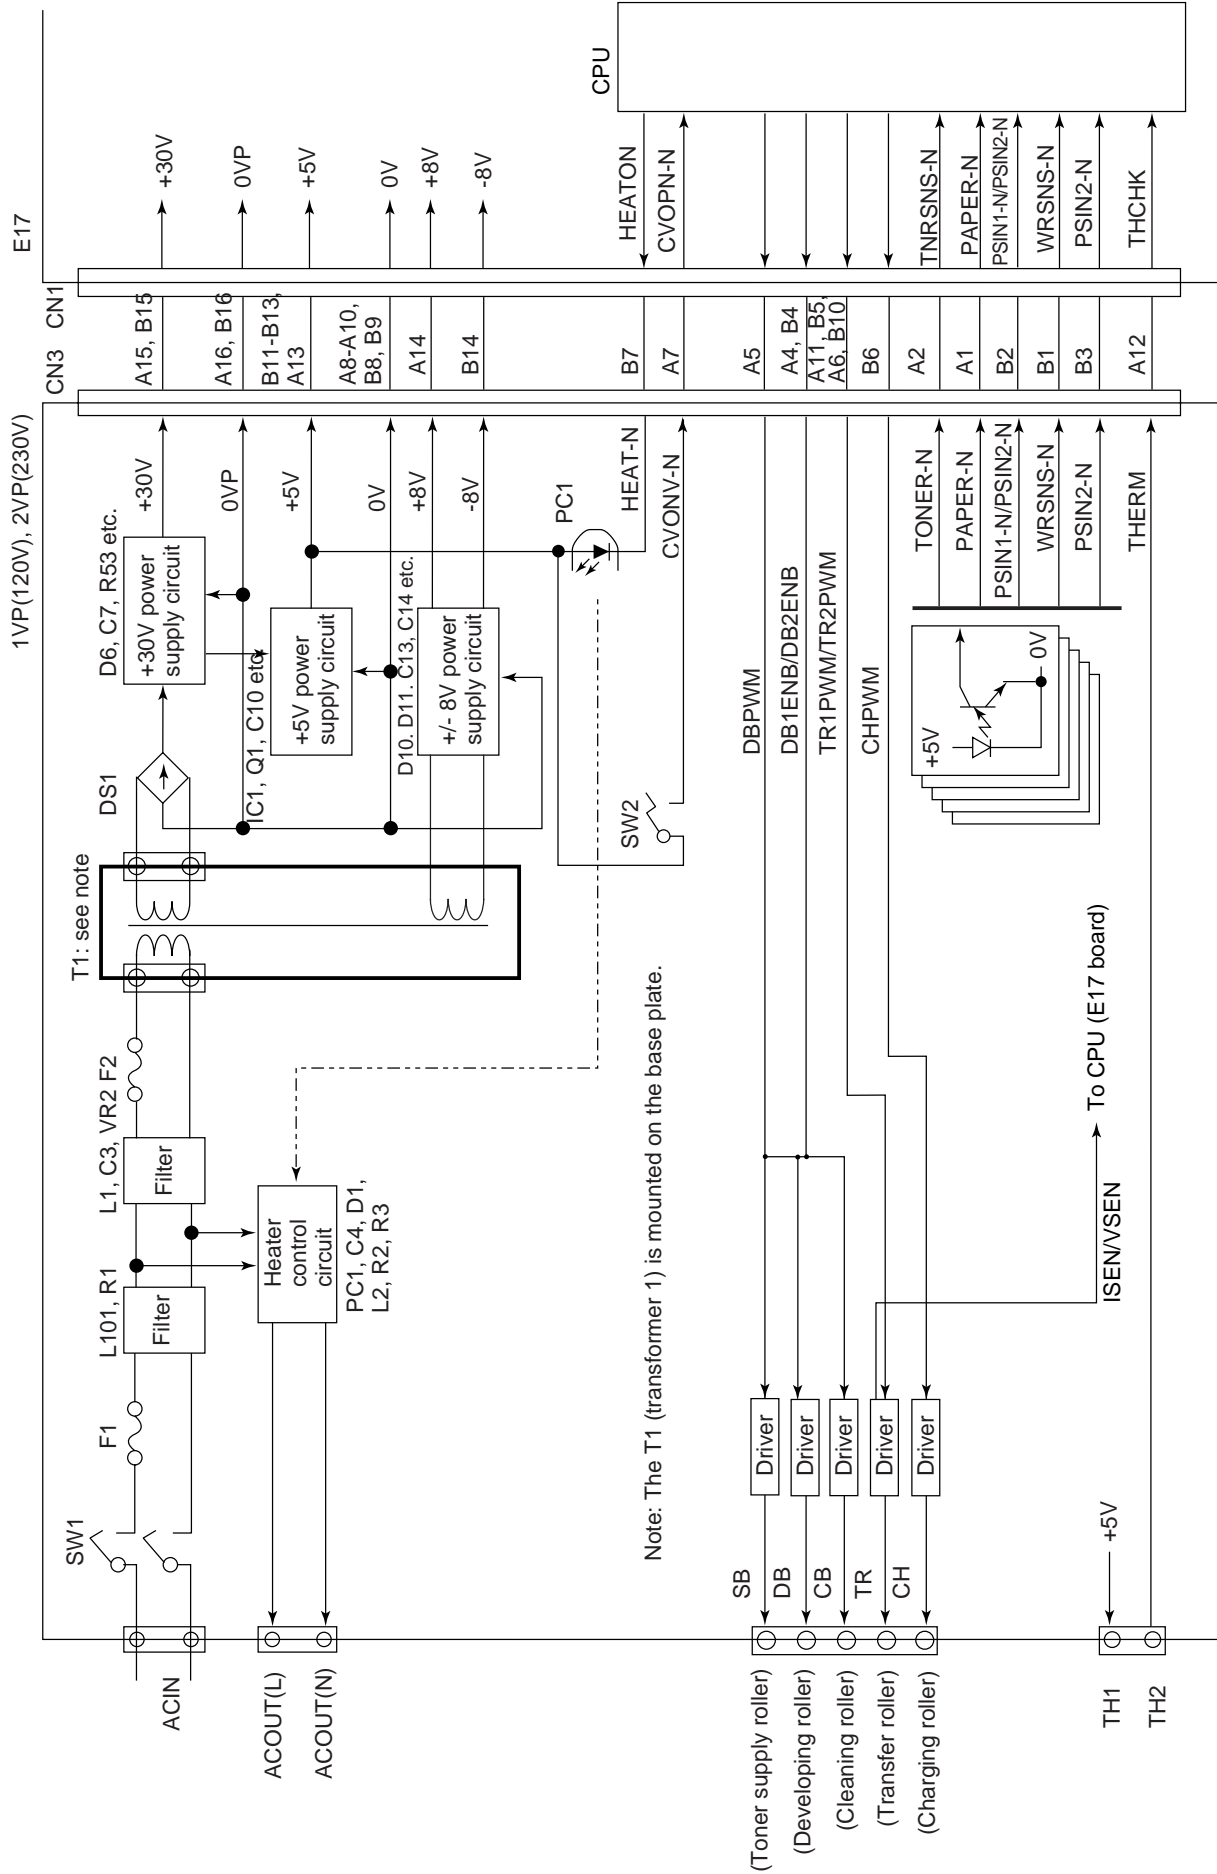 1VP(120V), 2VP(230V)
CN3
CN1
E17
ACIN
SW1
F1
L101, R1
Filter
L1, C3, VR2
Filter
F2
T1: see note
DS1
D6, C7, R53 etc.
+30V power
supply circuit
+30V
A15, B15
+30V
0VP
A16, B16
0VP
IC1, Q1, C10 etc.
+5V power
supply circuit
+5V
B11-B13,
A13
+5V
0V
A8-A10,
B8, B9
0V
D10. D11. C13, C14 etc.
+/- 8V power
supply circuit
+8V
A14
+8V
-8V
B14
-8V
ACOUT(L)
ACOUT(N)
Heater
control
circuit
PC1, C4, D1,
L2, R2, R3
PC1
HEAT-N
B7
HEATON
SW2
CVONV-N
A7
CVOPN-N
CPU
Note: The T1 (transformer 1) is mounted on the base plate.
(Toner supply roller)
SB
Driver
DBPWM
A5
(Developing roller)
DB
Driver
DB1ENB/DB2ENB
A4, B4
(Cleaning roller)
CB
Driver
TR1PWM/TR2PWM
A11, B5,
A6, B10
(Transfer roller)
TR
Driver
CHPWM
B6
(Charging roller)
CH
Driver
ISEN/VSEN
To CPU (E17 board)
+5V
0V
TONER-N
A2
TNRSNS-N
PAPER-N
A1
PAPER-N
PSIN1-N/PSIN2-N
B2
PSIN1-N/PSIN2-N
WRSNS-N
B1
WRSNS-N
PSIN2-N
B3
PSIN2-N
TH1
+5V
TH2
THERM
A12
THCHK